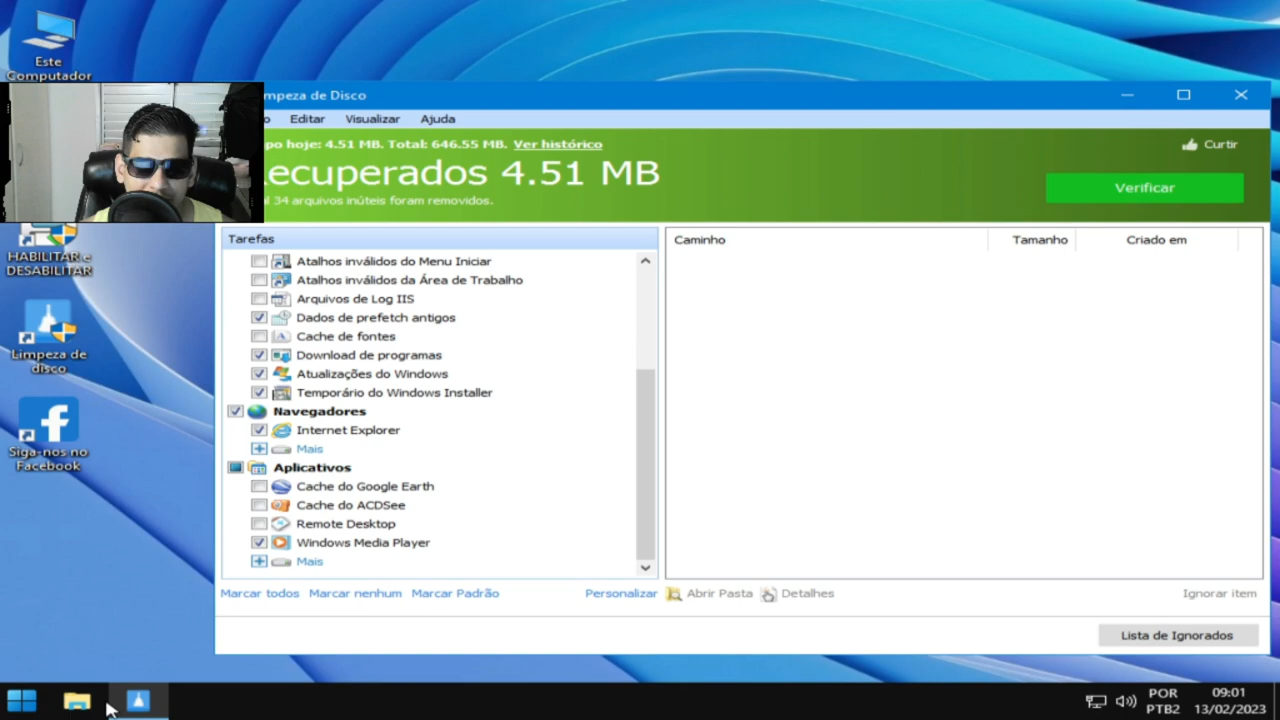 Este
Computador
mpeza de Disco
Editar
Visualizar
Ajuda
po hoje: 4.51 MB. Total: 646.55 MB. Ver histórico
Curtir
ecuperados 4.51 MB
Verificar
34 arquivos inúteis foram removidos.
HABILITAR e
DESABILITAR
Limpeza de
disco
Siga-nos no
Facebook
Tarefas
Atalhos inválidos do Menu Iniciar
Atalhos inválidos da Área de Trabalho
Arquivos de Log IIS
Dados de prefetch antigos
Cache de fontes
Download de programas
Atualizações do Windows
Temporário do Windows Installer
Navegadores
Internet Explorer
Mais
Aplicativos
Cache do Google Earth
Cache do ACDSee
Remote Desktop
Windows Media Player
Mais
Caminho
Tamanho
Criado em
Marcar todos
Marcar nenhum
Marcar Padrão
Personalizar
Abrir Pasta
Detalhes
Ignorar item
Lista de Ignorados
POR
PTB2
09:01
13/02/2023